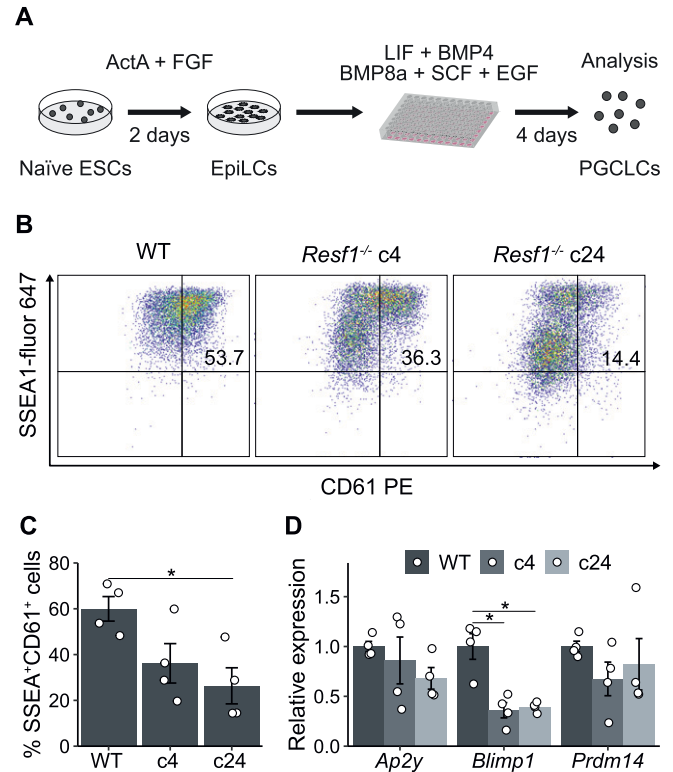 A
ActA + FGF
LIF + BMP4
BMP8a + SCF + EGF
Analysis
2 days
4 days
Naïve ESCs
EpiLCs
PGCLCs
B
WT
Resf1-/- c4
Resf1-/- c24
SSEA1-fluor 647
53.7
36.3
14.4
CD61 PE
C
% SSEA+CD61+ cells
80
60
40
20
0
*
WT
c4
c24
D
Relative expression
WT
c4
c24
1.5
1.0
0.5
0.0
*
*
Ap2γ
Blimp1
Prdm14